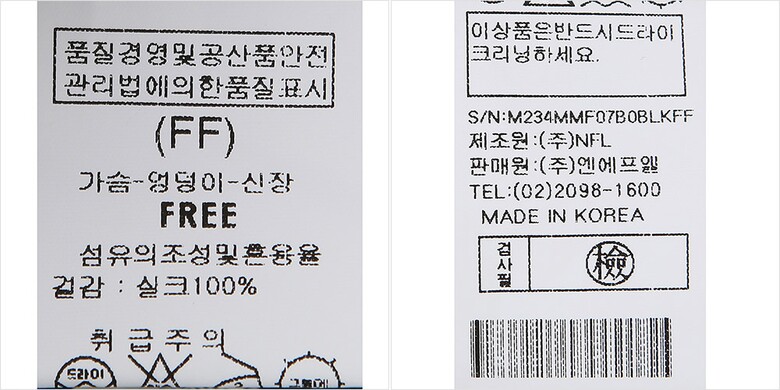 품질경영및공산품안전
관리법에의한품질표시
(FF)
가슴-엉덩이-신장
FREE
섬유의조성및혼용율
겉감 : 실크100%
취급주의
드라이
이상품은반드시드라이
크리닝하세요.
S/N:M234MMF07B0BLKFF
제조원:(주)NFL
판매원:(주)엔에프엘
TEL:(02)2098-1600
MADE IN KOREA
검사필
檢